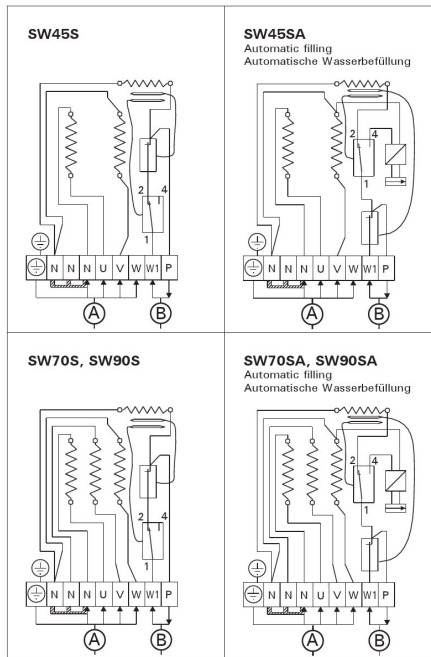 SW45S
2 4
1
N N N U V W W1 P
A B
SW45SA
Automatic filling
Automatische Wasserbefüllung
2 4
1
N N N U V W W1 P
A B
SW70S, SW90S
2 4
1
N N N U V W W1 P
A B
SW70SA, SW90SA
Automatic filling
Automatische Wasserbefüllung
2 4
1
N N N U V W W1 P
A B